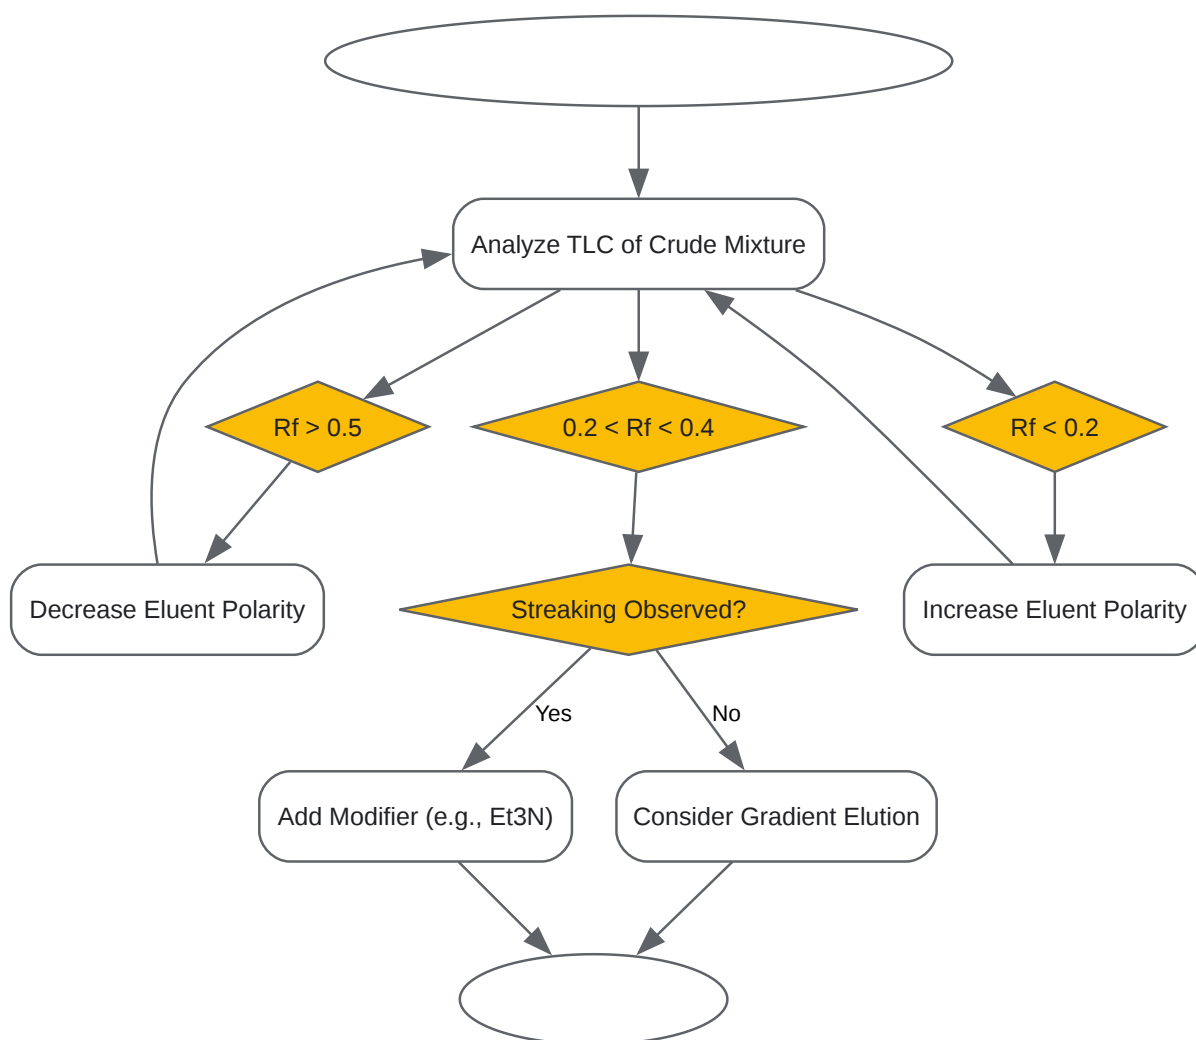 Analyze TLC of Crude Mixture
Rf > 0.5
0.2 < Rf < 0.4
Rf < 0.2
Decrease Eluent Polarity
Streaking Observed?
Increase Eluent Polarity
Yes
No
Add Modifier (e.g., Et3N)
Consider Gradient Elution